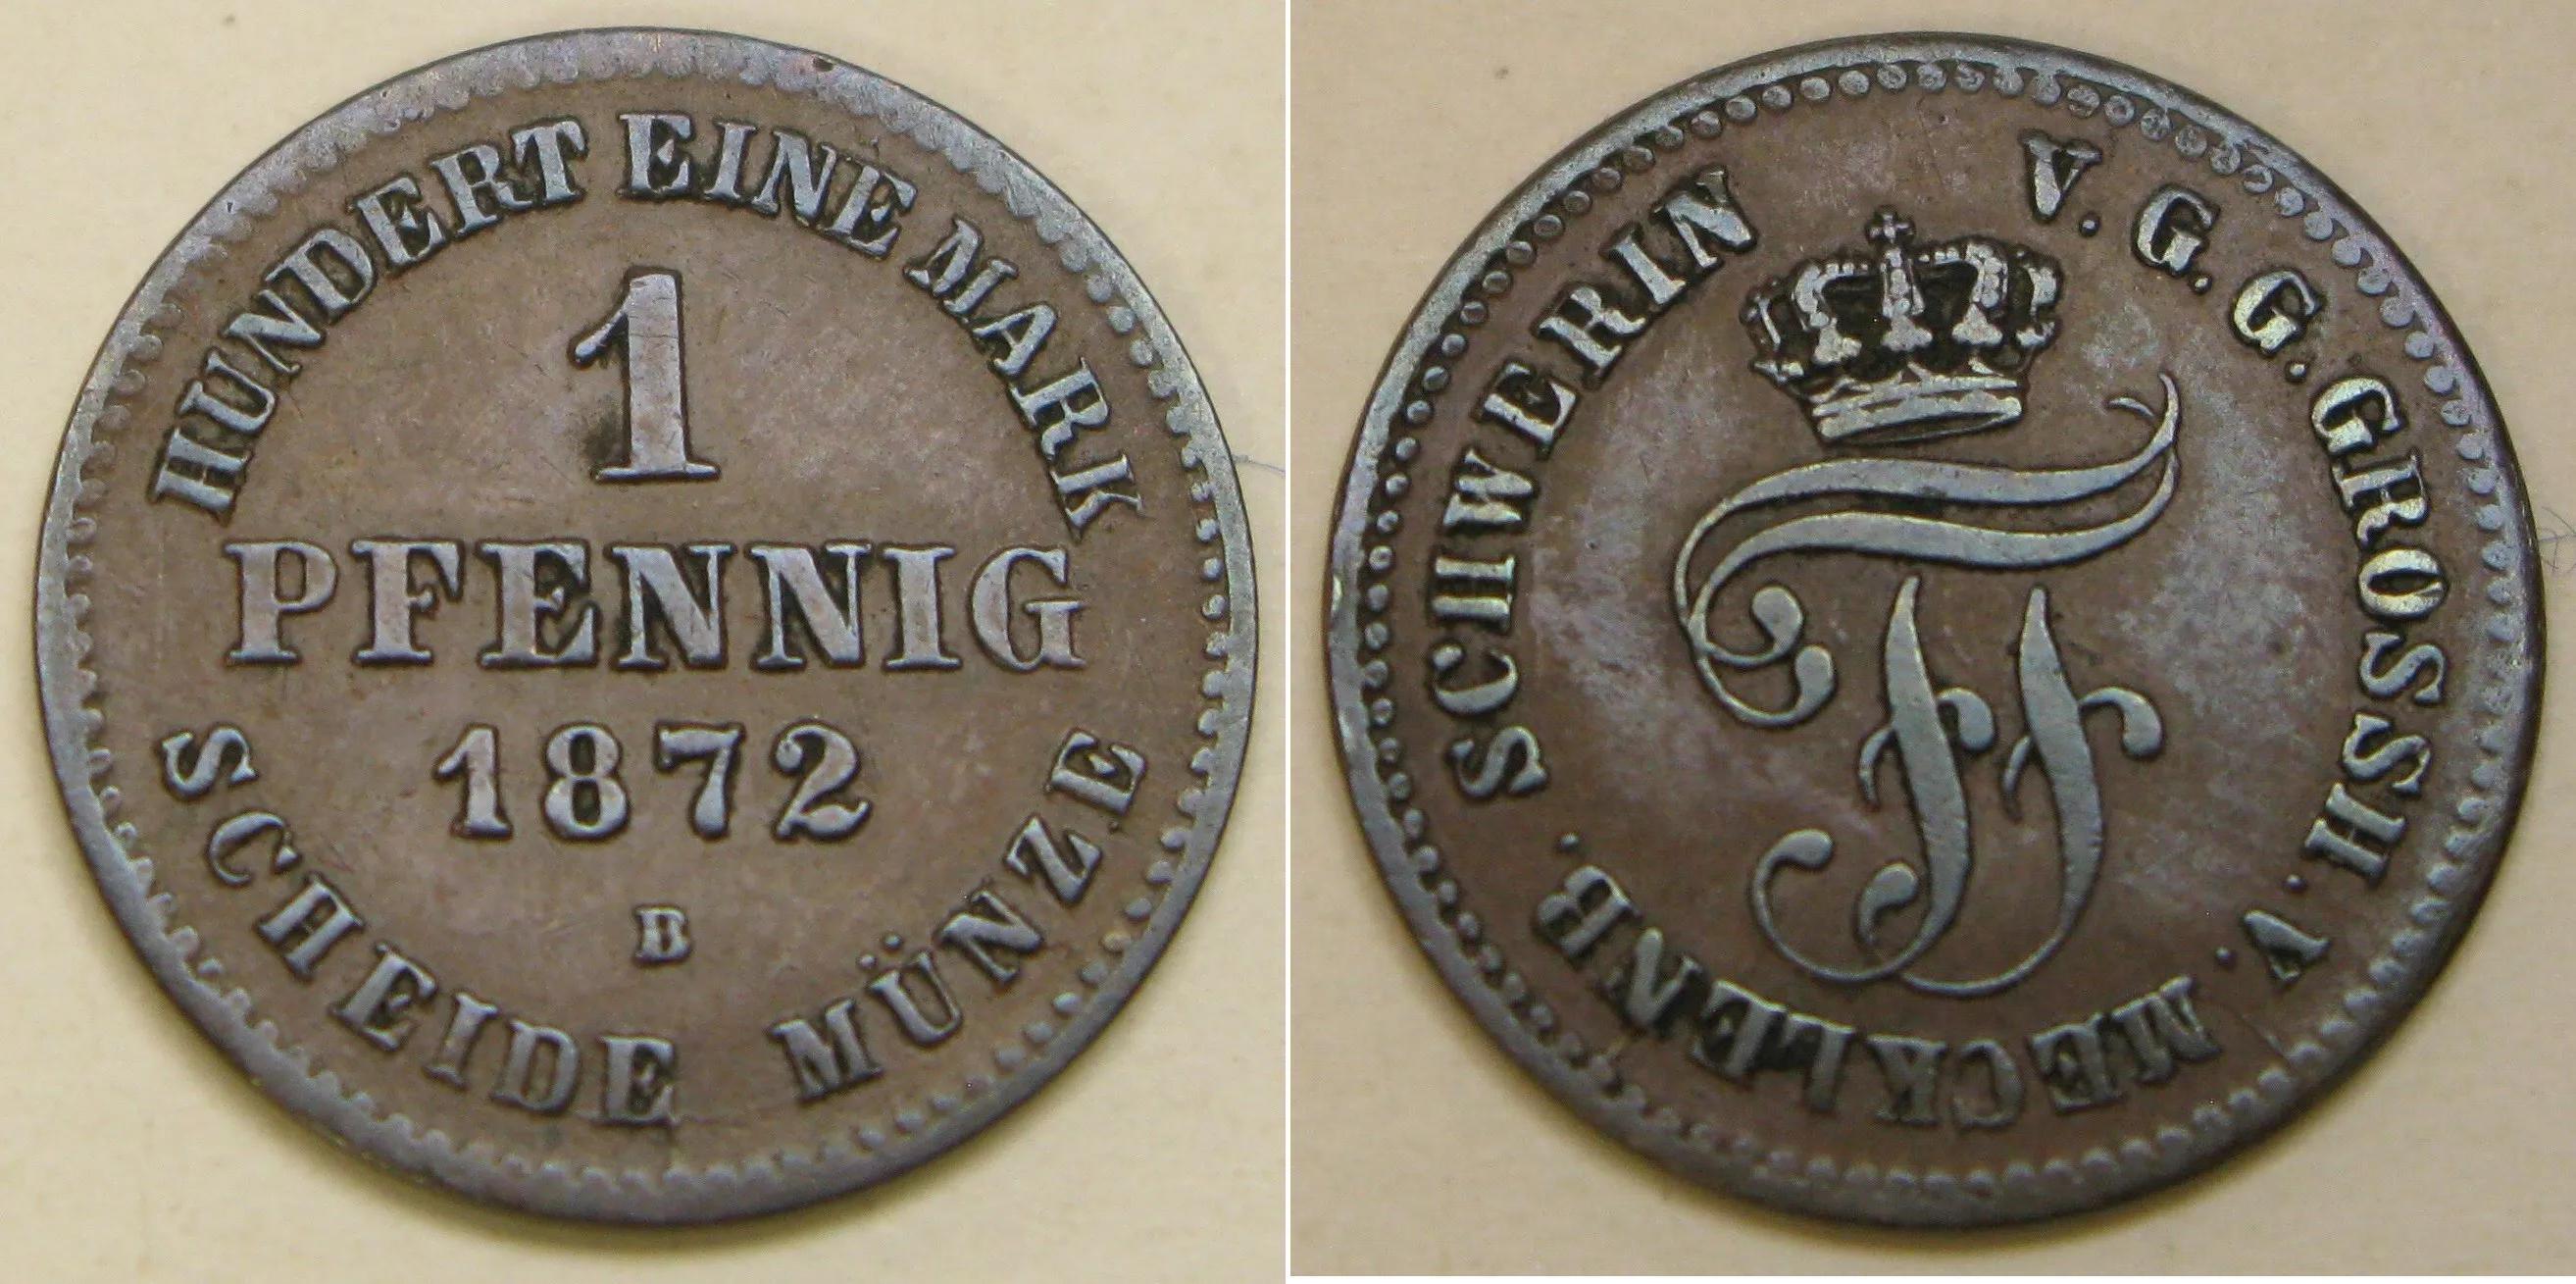 HUNDERT EINE MARK
1
PFENNIG
1872
B
SCHEIDE MÜNZE
V. G. G. GROSSH. V. MECKLENB. SCHWERIN
FF